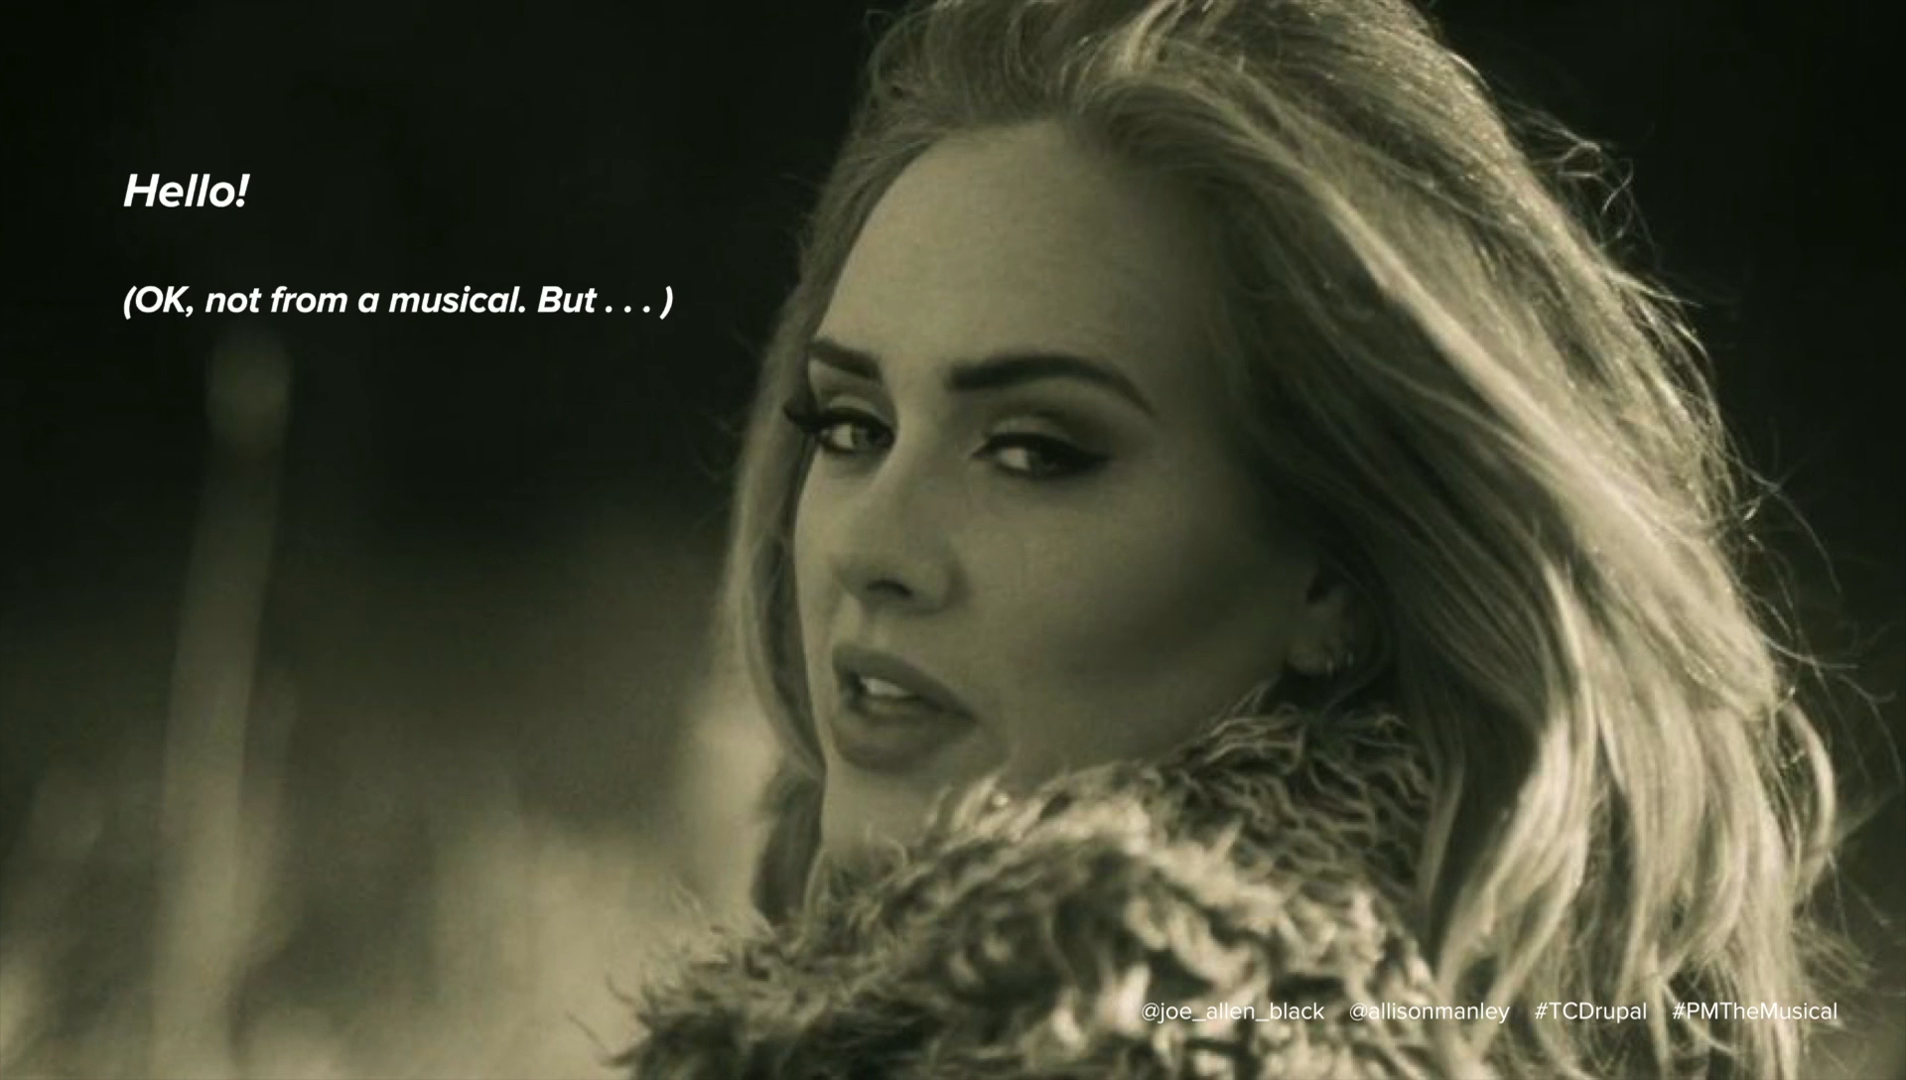 Hello!
(OK, not from a musical. But . . . )
@joe_allen_black @allisonmanley #TCDrupal #PMTheMusical